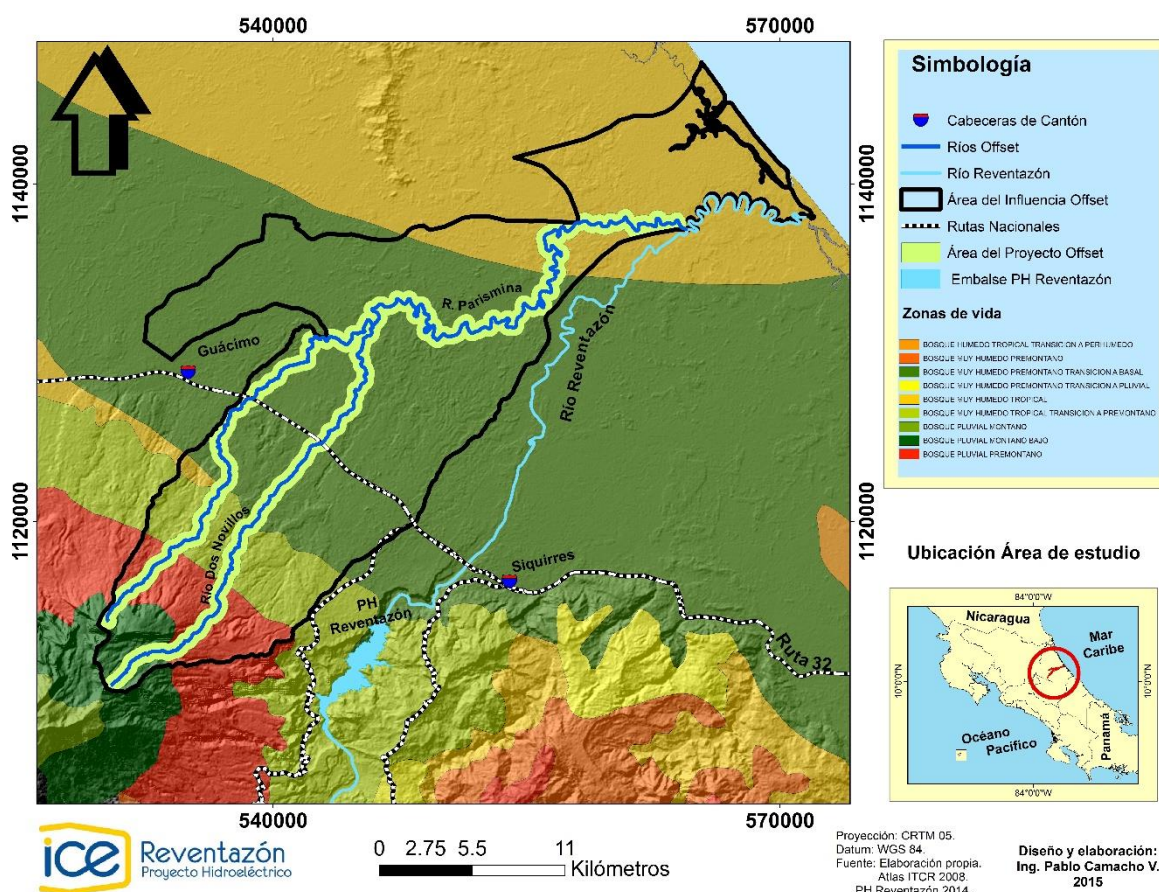 540000
570000
1140000
1120000
1140000
1120000
540000
570000
R. Parismina
Guácimo
Río Reventazón
Río Dos Novillos
Siquirres
PH
Reventazón
Ruta 32
Simbología
Cabeceras de Cantón
Ríos Offset
Río Reventazón
Área del Influencia Offset
Rutas Nacionales
Área del Proyecto Offset
Embalse PH Reventazón
Zonas de vida
BOSQUE HUMEDO TROPICAL TRANSICION A PERHUMEDO
BOSQUE MUY HUMEDO PREMONTANO
BOSQUE MUY HUMEDO PREMONTANO TRANSICION A BASAL
BOSQUE MUY HUMEDO PREMONTANO TRANSICION A PLUVIAL
BOSQUE MUY HUMEDO TROPICAL
BOSQUE MUY HUMEDO TROPICAL TRANSICION A PREMONTANO
BOSQUE PLUVIAL MONTANO
BOSQUE PLUVIAL MONTANO BAJO
BOSQUE PLUVIAL PREMONTANO
Ubicación Área de estudio
84°0'0"W
Nicaragua
Mar
Caribe
10°0'0"N
10°0'0"N
Océano
Pacífico
Panamá
84°0'0"W
ice
Reventazón
Proyecto Hidroeléctrico
0 2.75 5.5 11
Kilómetros
Proyección: CRTM 05.
Datum: WGS 84.
Fuente: Elaboración propia.
Atlas ITCR 2008.
PH Reventazón 2014
Diseño y elaboración:
Ing. Pablo Camacho V.
2015